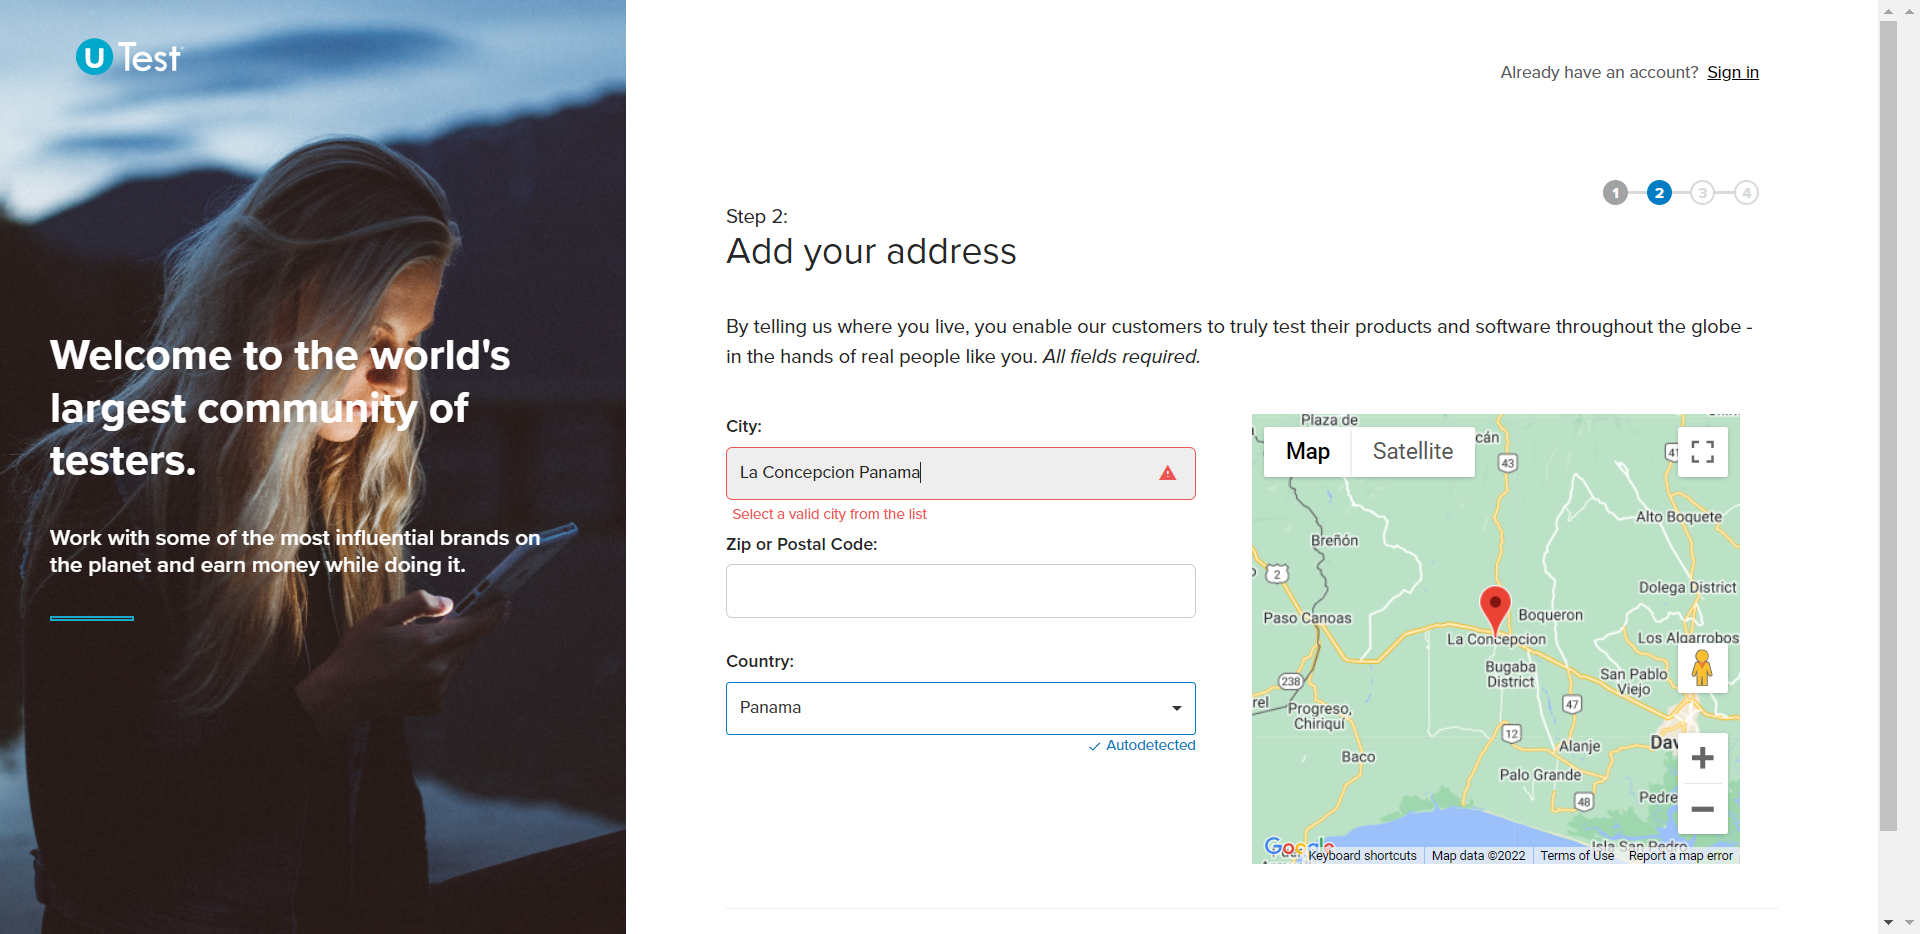 U Test
Already have an account? Sign in
1 2 3 4
Step 2:
Add your address
By telling us where you live, you enable our customers to truly test their products and software throughout the globe -
in the hands of real people like you. All fields required.
Welcome to the world's
largest community of
testers.
Work with some of the most influential brands on
the planet and earn money while doing it.
City:
La Concepcion Panama
Select a valid city from the list
Zip or Postal Code:
Country:
Panama
Autodetected
Plaza de
Map
Satellite
cán
43
41
Alto Boquete
Breñón
2
Dolega District
Paso Canoas
Boqueron
La Concepcion
Los Algarrobos
Bugaba
District
San Pablo
Viejo
238
rel
47
Progreso,
Chiriquí
12
Alanje
Dav
Baco
Palo Grande
48
Pedre
Isla San Pedro
Google
Keyboard shortcuts
Map data ©2022
Terms of Use
Report a map error